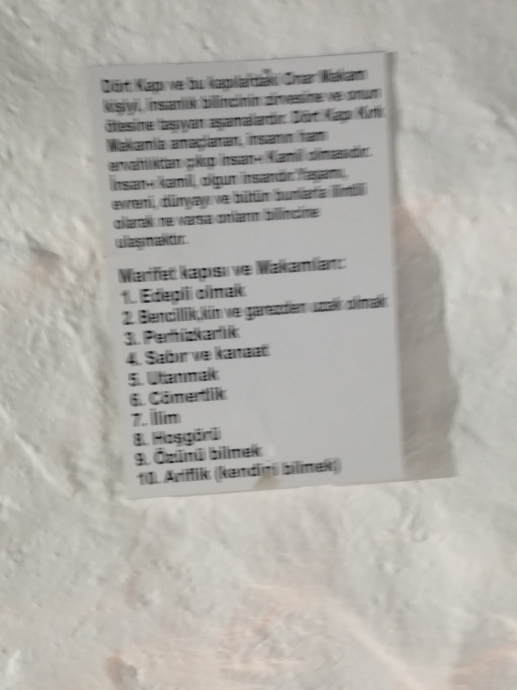 Dört Kapı ve bu kapılardaki Onar Makam
kişiyi, insanlık bilincinin zirvesine ve onun
ötesine taşıyan aşamalardır. Dört Kapı Kırk
Makamla amaçlanan, insanın ham
ervahlıktan çıkıp İnsan-ı Kamil olmasıdır.
İnsan-ı kamil, olgun insandır.Yaşamı,
evreni, dünyayı ve bütün bunlarla ilintili
olarak ne varsa onların bilincine
ulaşmaktır.
Marifet kapısı ve Makamları:
1. Edepli olmak
2. Bencillik,kin ve garezden uzak olmak
3. Perhizkarlık
4. Sabır ve kanaat
5. Utanmak
6. Cömertlik
7. İlim
8. Hoşgörü
9. Özünü bilmek
10. Ariflik (kendini bilmek)